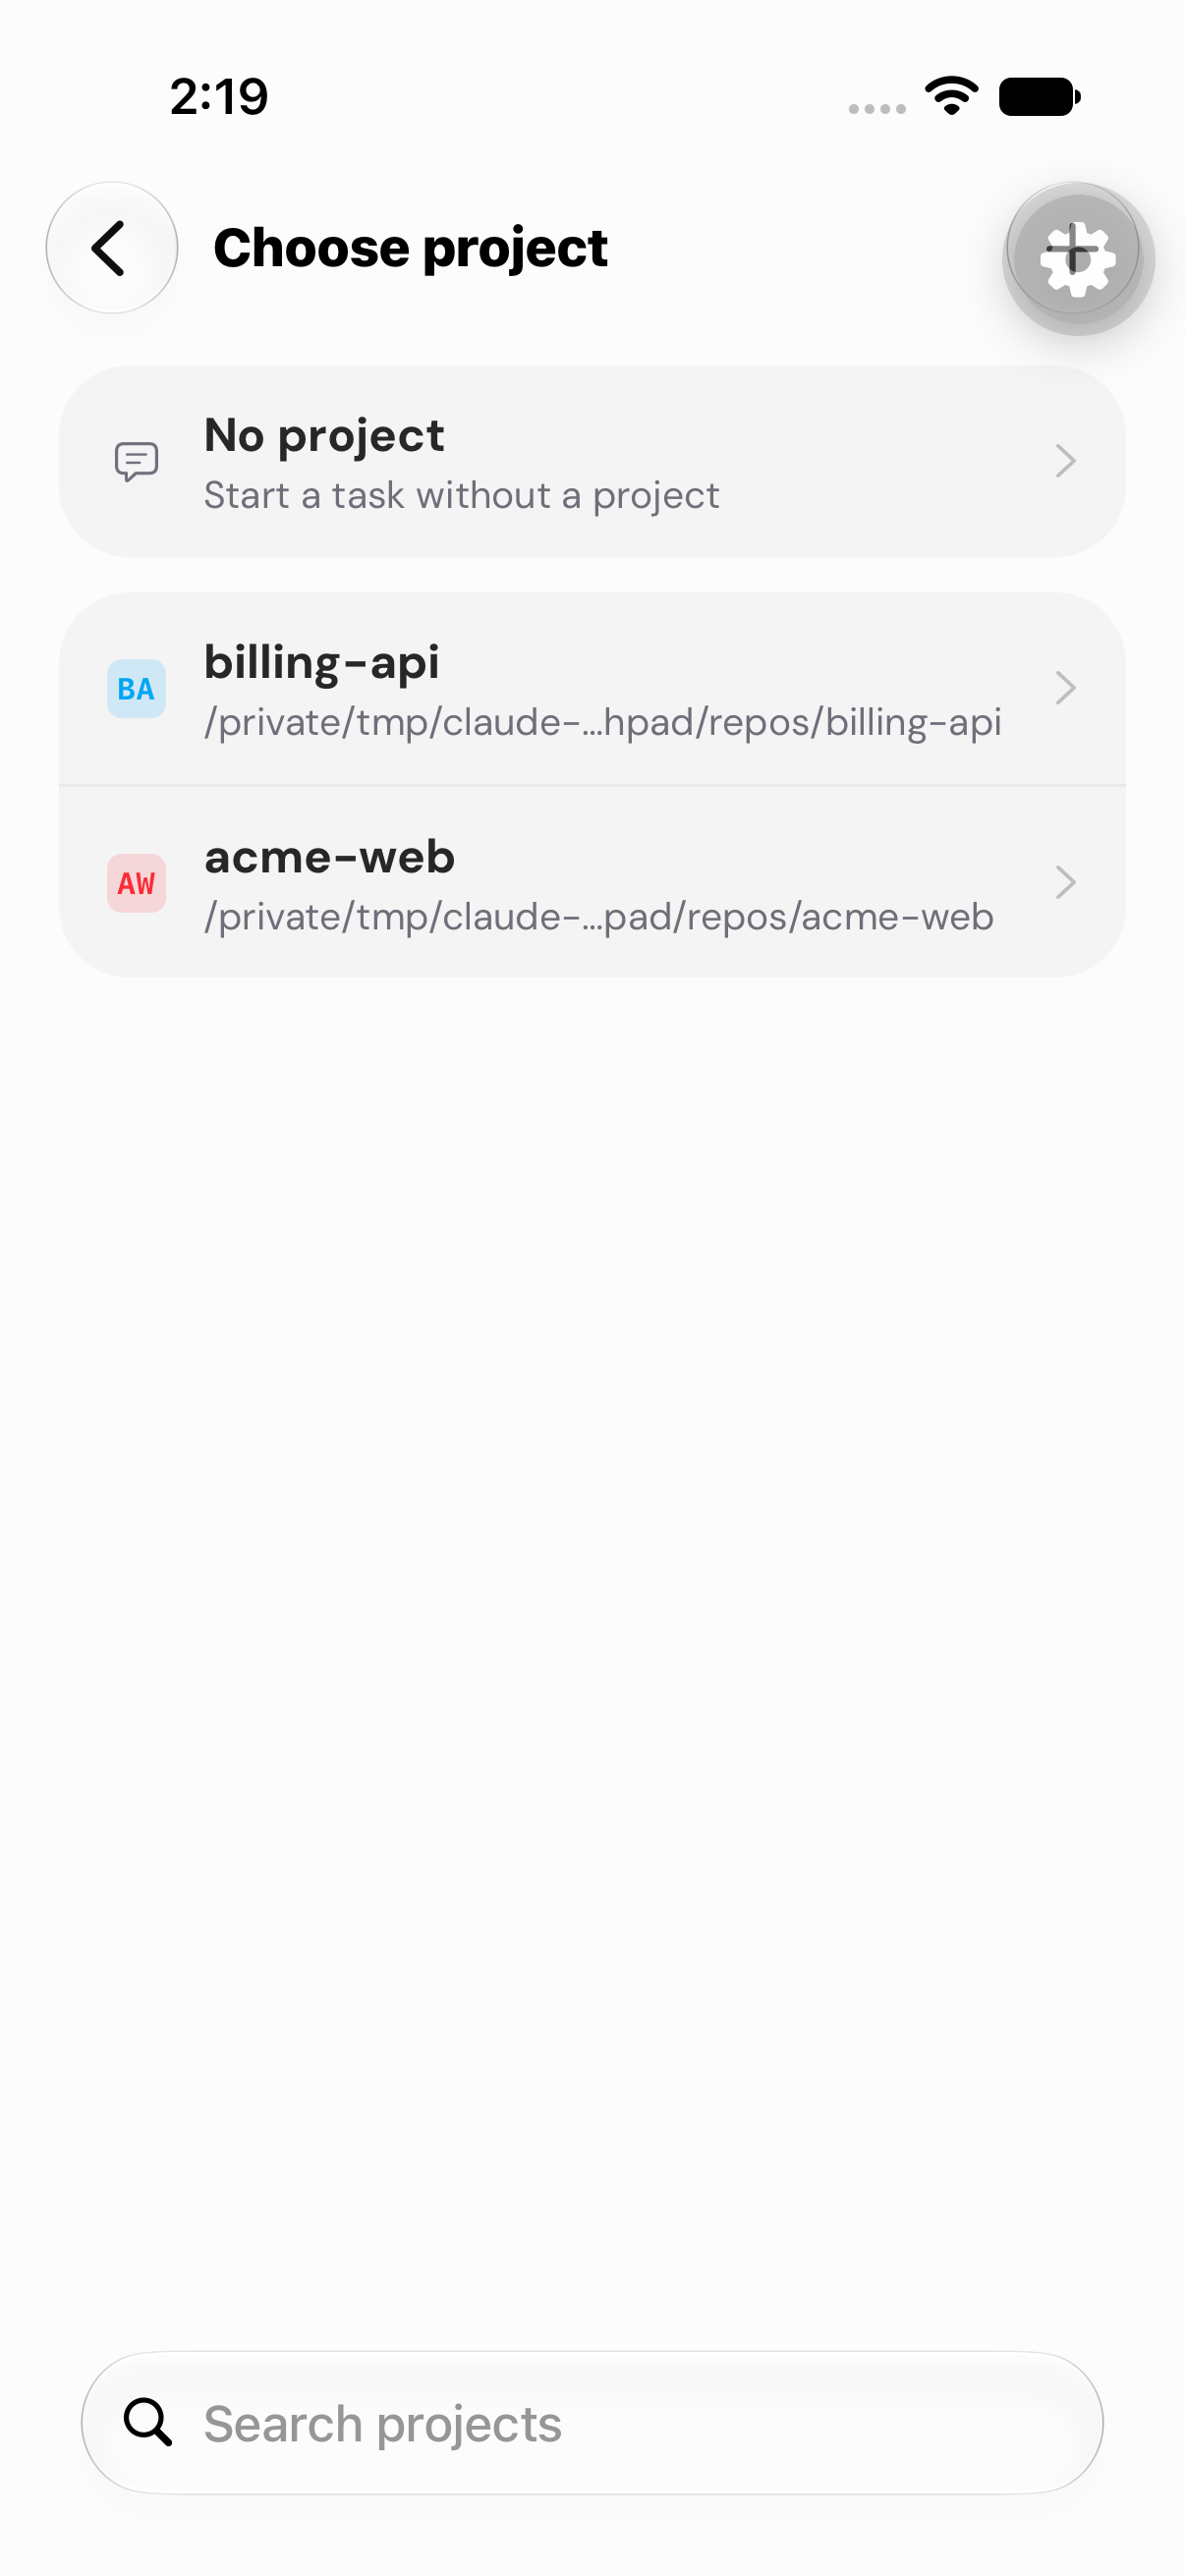 2:19
Choose project
No project
Start a task without a project
BA
billing-api
/private/tmp/claude-...hpad/repos/billing-api
AW
acme-web
/private/tmp/claude-...pad/repos/acme-web
Search projects